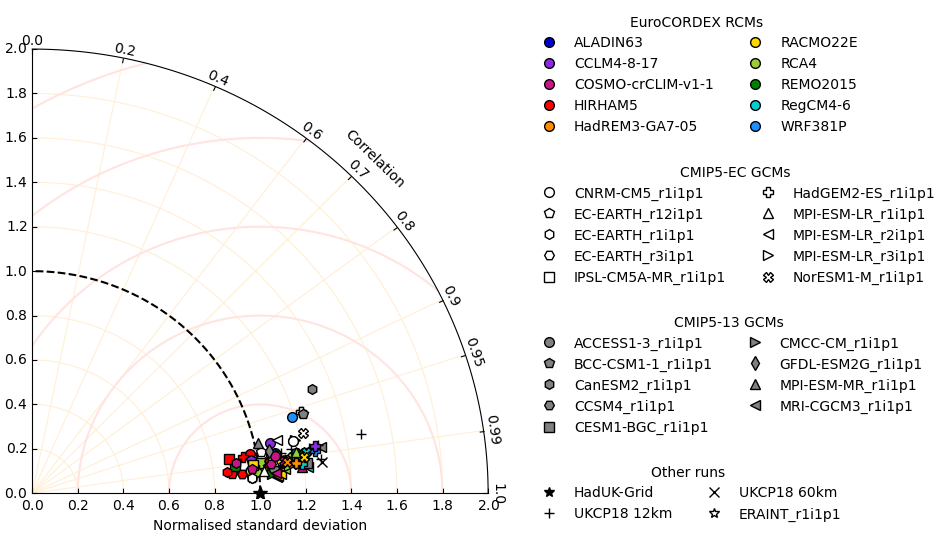 0.0
0.2
0.4
0.6
0.7
0.8
0.9
0.95
0.99
1.0
Correlation
2.0
1.8
1.6
1.4
1.2
1.0
0.8
0.6
0.4
0.2
0.0
0.0 0.2 0.4 0.6 0.8 1.0 1.2 1.4 1.6 1.8 2.0
Normalised standard deviation
EuroCORDEX RCMs
ALADIN63 RACMO22E
CCLM4-8-17 RCA4
COSMO-crCLIM-v1-1 REMO2015
HIRHAM5 RegCM4-6
HadREM3-GA7-05 WRF381P
CMIP5-EC GCMs
CNRM-CM5_r1i1p1 HadGEM2-ES_r1i1p1
EC-EARTH_r12i1p1 MPI-ESM-LR_r1i1p1
EC-EARTH_r1i1p1 MPI-ESM-LR_r2i1p1
EC-EARTH_r3i1p1 MPI-ESM-LR_r3i1p1
IPSL-CM5A-MR_r1i1p1 NorESM1-M_r1i1p1
CMIP5-13 GCMs
ACCESS1-3_r1i1p1 CMCC-CM_r1i1p1
BCC-CSM1-1_r1i1p1 GFDL-ESM2G_r1i1p1
CanESM2_r1i1p1 MPI-ESM-MR_r1i1p1
CCSM4_r1i1p1 MRI-CGCM3_r1i1p1
CESM1-BGC_r1i1p1
Other runs
HadUK-Grid UKCP18 60km
UKCP18 12km ERAINT_r1i1p1